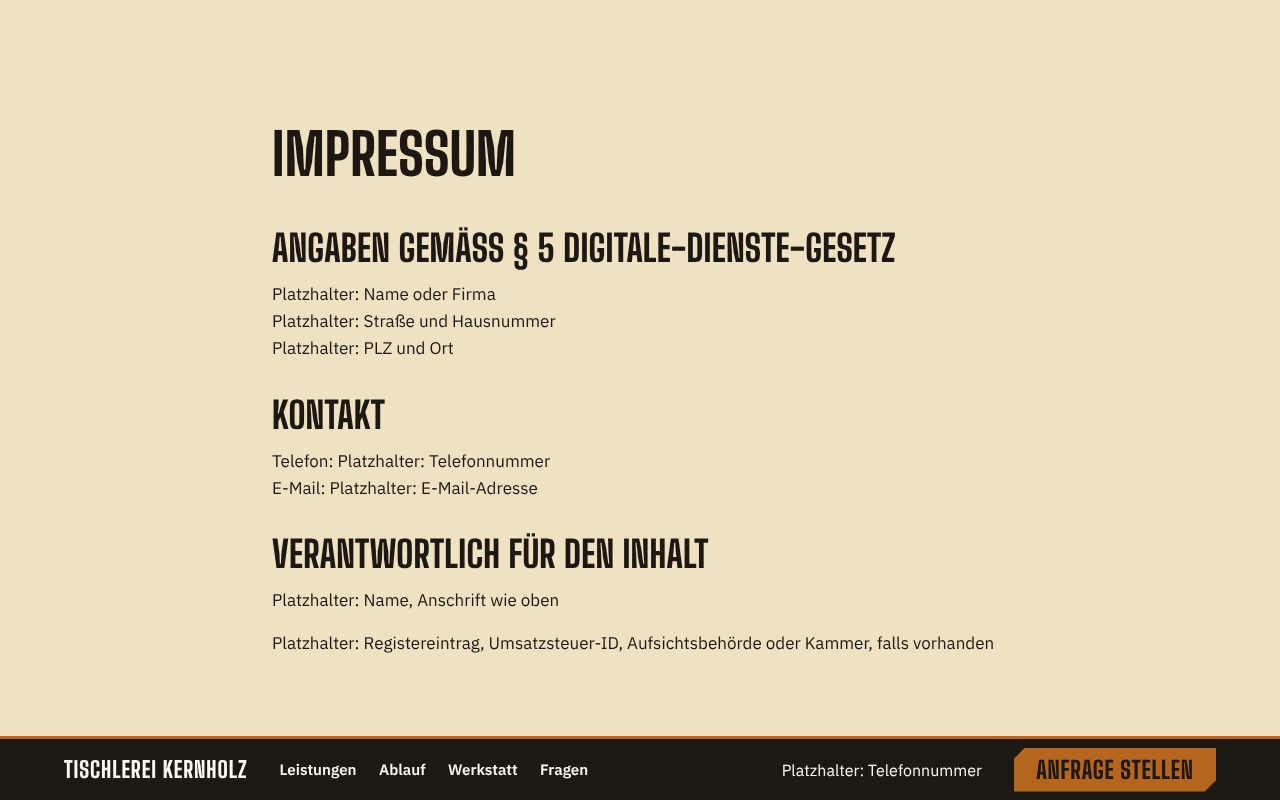 IMPRESSUM
ANGABEN GEMÄSS § 5 DIGITALE-DIENSTE-GESETZ
Platzhalter: Name oder Firma
Platzhalter: Straße und Hausnummer
Platzhalter: PLZ und Ort
KONTAKT
Telefon: Platzhalter: Telefonnummer
E-Mail: Platzhalter: E-Mail-Adresse
VERANTWORTLICH FÜR DEN INHALT
Platzhalter: Name, Anschrift wie oben
Platzhalter: Registereintrag, Umsatzsteuer-ID, Aufsichtsbehörde oder Kammer, falls vorhanden
TISCHLEREI KERNHOLZ Leistungen Ablauf Werkstatt Fragen Platzhalter: Telefonnummer ANFRAGE STELLEN